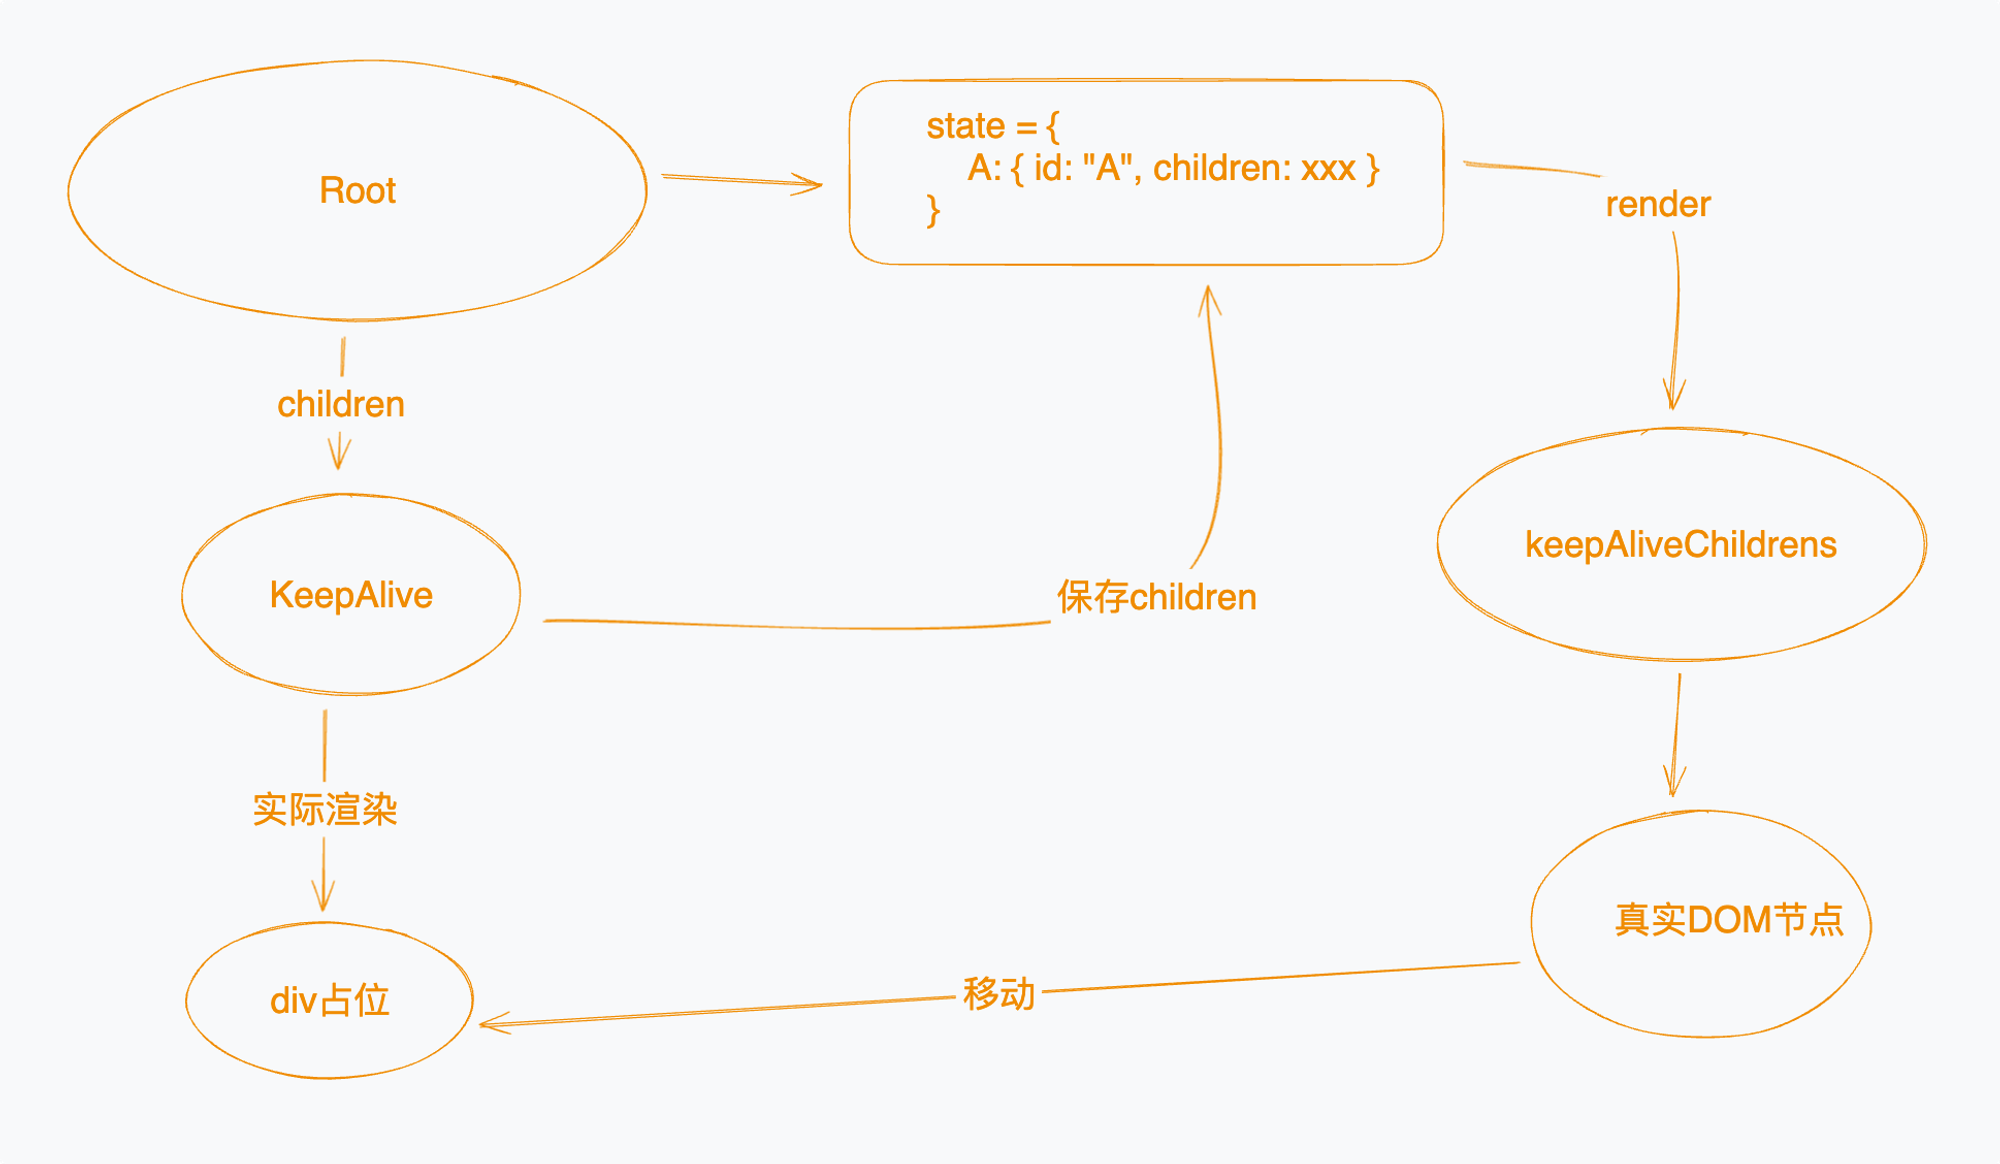 Root
state = {
A: { id: "A", children: xxx }
}
render
children
KeepAlive
保存children
keepAliveChildrens
实际渲染
真实DOM节点
div占位
移动